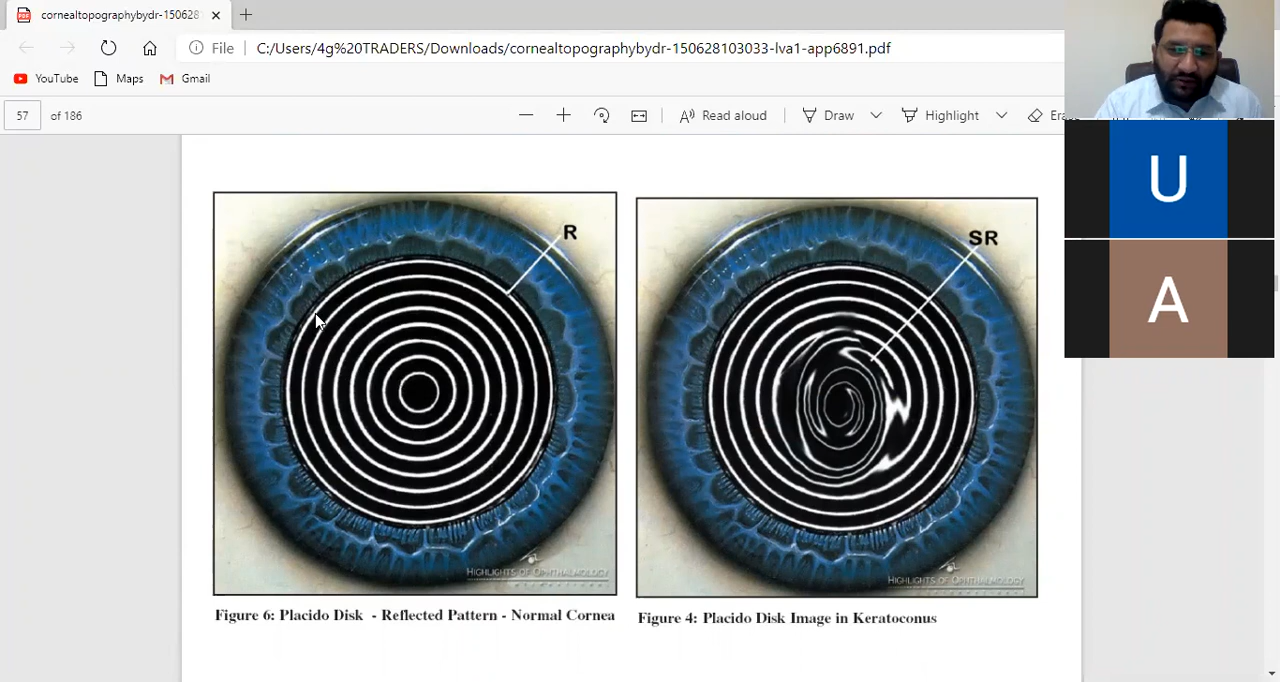 cornealtopographybydr-150628
File
C:/Users/4g%20TRADERS/Downloads/cornealtopographybydr-150628103033-lva1-app6891.pdf
YouTube
Maps
Gmail
57 of 186
Read aloud
Draw
Highlight
U
A
R
SR
HIGHLIGHTS OF OPHTHALMOLOGY
HIGHLIGHTS OF OPHTHALMOLOGY
Figure 6: Placido Disk - Reflected Pattern - Normal Cornea
Figure 4: Placido Disk Image in Keratoconus